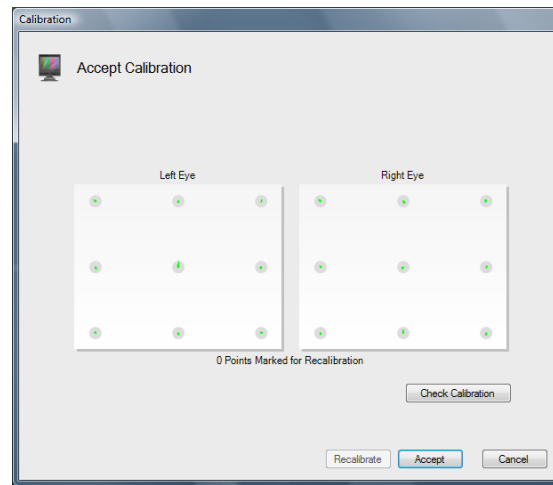 Calibration
Accept Calibration
Left Eye
Right Eye
0 Points Marked for Recalibration
Check Calibration
Recalibrate
Accept
Cancel